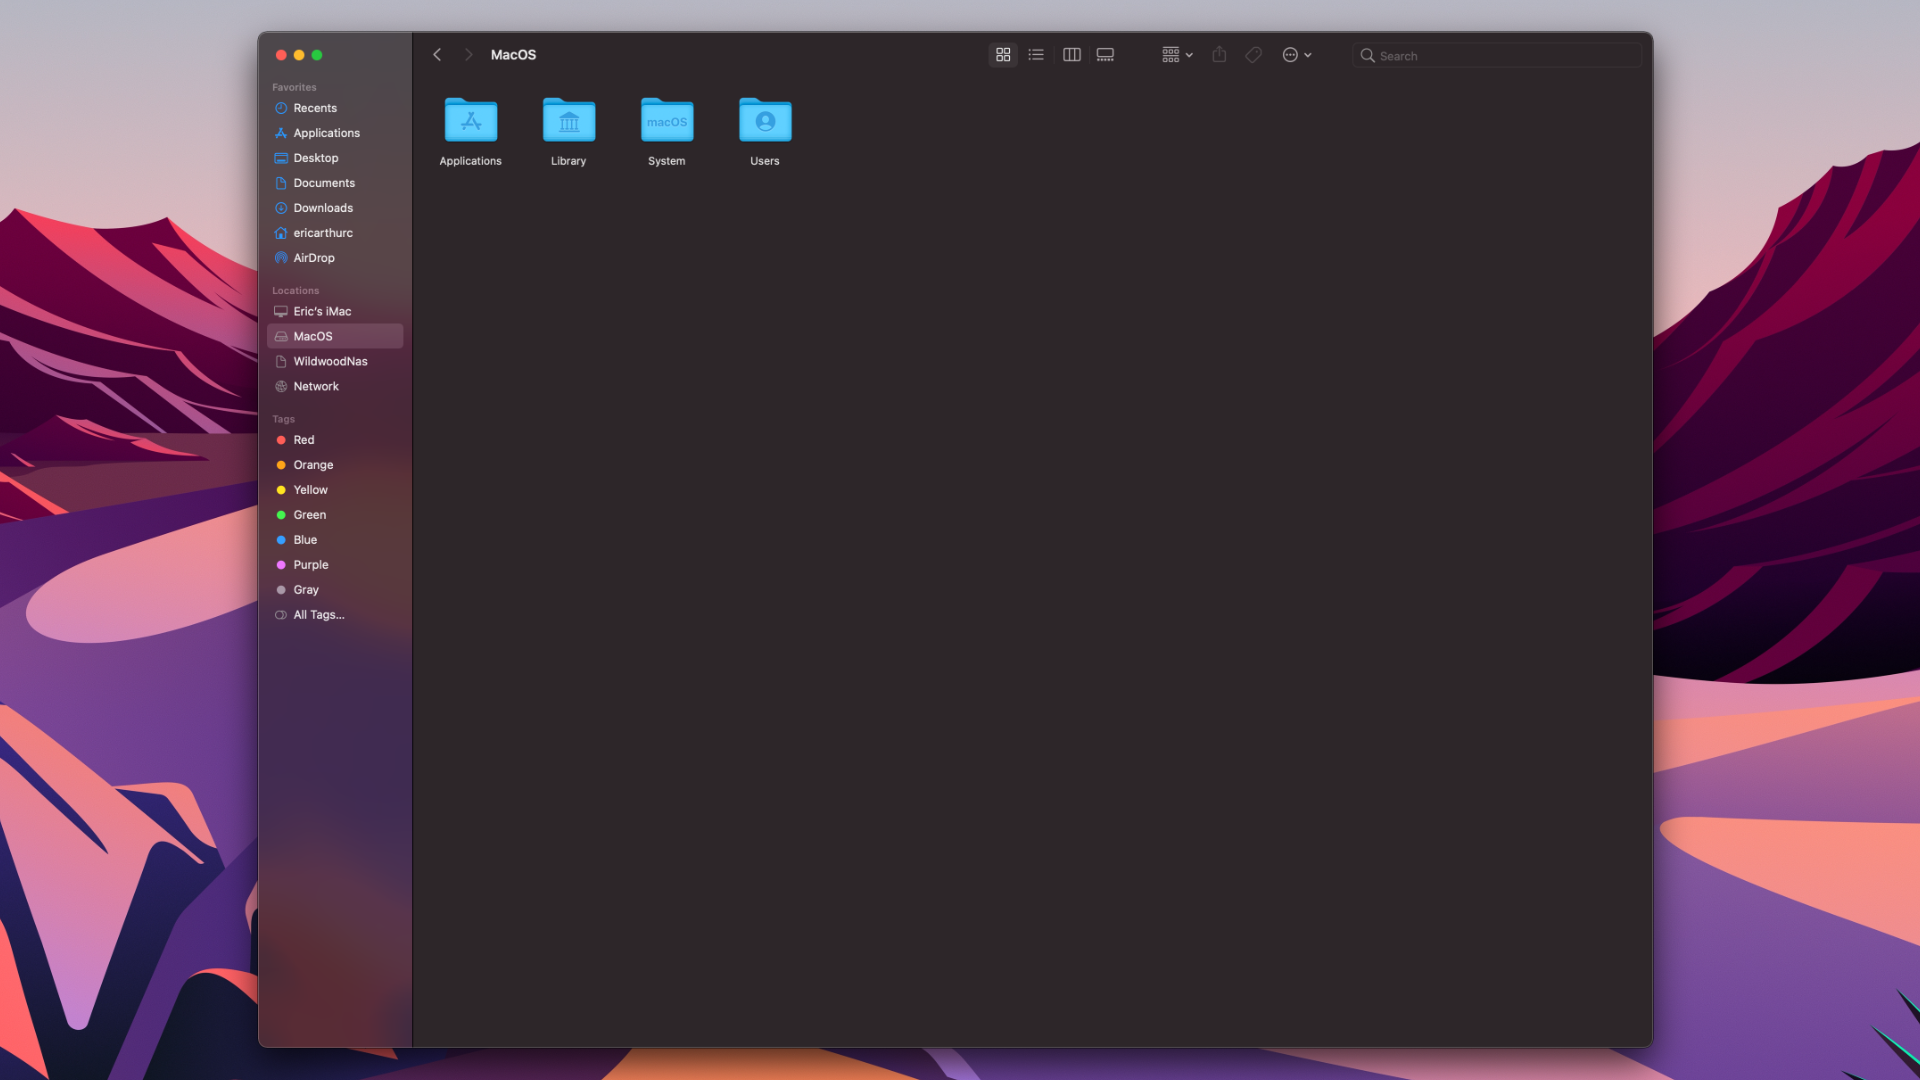 MacOS
Search
Favorites
Recents
Applications
Desktop
Documents
Downloads
ericarthurc
AirDrop
Locations
Eric's iMac
MacOS
WildwoodNas
Network
Tags
Red
Orange
Yellow
Green
Blue
Purple
Gray
All Tags...
macOS
Applications Library System Users